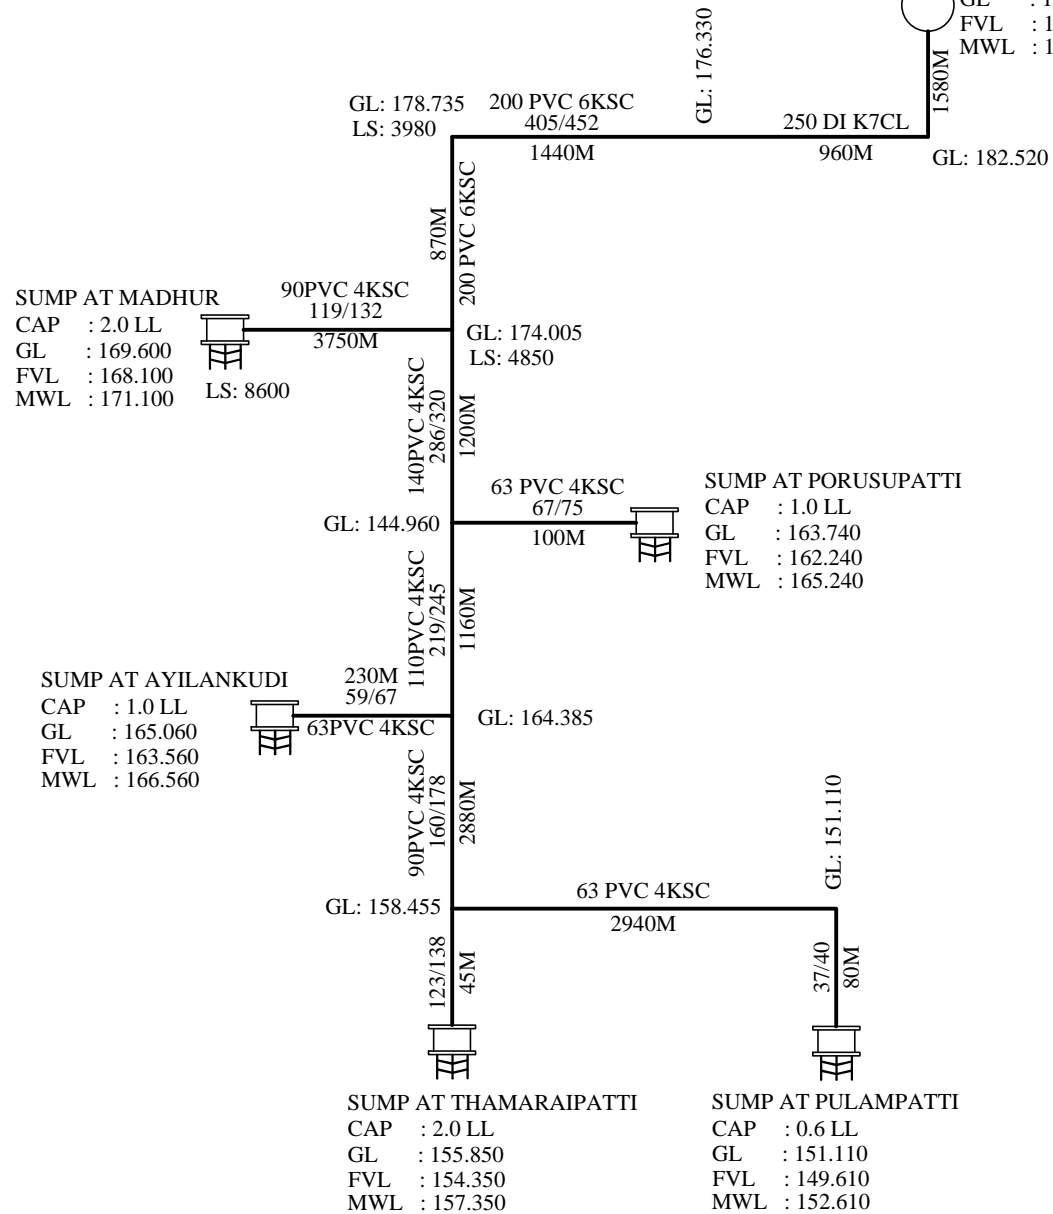 GL : 1
FVL : 1
MWL : 1
1580M
GL: 176.330
GL: 178.735
LS: 3980
200 PVC 6KSC
405/452
1440M
250 DI K7CL
960M
GL: 182.520
870M
200 PVC 6KSC
SUMP AT MADHUR
CAP : 2.0 LL
GL : 169.600
FVL : 168.100
MWL : 171.100
LS: 8600
90PVC 4KSC
119/132
3750M
GL: 174.005
LS: 4850
140PVC 4KSC
286/320
1200M
GL: 144.960
63 PVC 4KSC
67/75
100M
SUMP AT PORUSUPATTI
CAP : 1.0 LL
GL : 163.740
FVL : 162.240
MWL : 165.240
110PVC 4KSC
219/245
1160M
SUMP AT AYILANKUDI
CAP : 1.0 LL
GL : 165.060
FVL : 163.560
MWL : 166.560
230M
59/67
63PVC 4KSC
GL: 164.385
90PVC 4KSC
160/178
2880M
GL: 151.110
GL: 158.455
63 PVC 4KSC
2940M
123/138
45M
37/40
80M
SUMP AT THAMARAIPATTI
CAP : 2.0 LL
GL : 155.850
FVL : 154.350
MWL : 157.350
SUMP AT PULAMPATTI
CAP : 0.6 LL
GL : 151.110
FVL : 149.610
MWL : 152.610